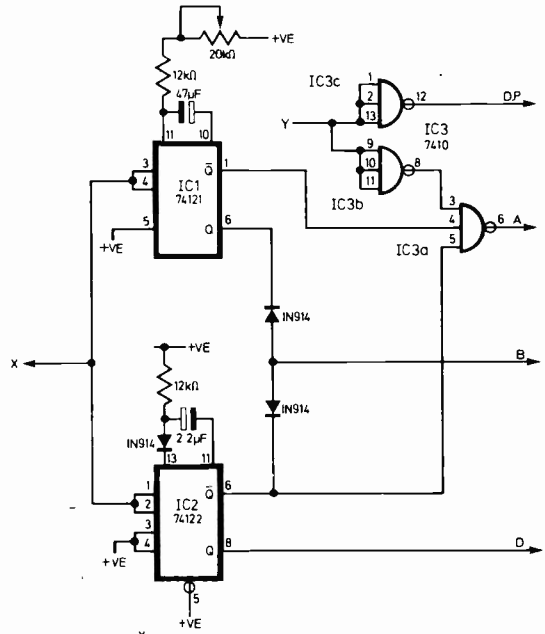 +VE
20kΩ
12kΩ
47µF
11
10
IC3c
1
2
13
12
D.P
IC3
7410
Y
9
10
11
8
IC3b
3
4
IC1
74121
Q̅
1
5
Q
6
+VE
3
4
5
6
A
IC3a
IN914
X
B
+VE
12kΩ
IN914
2 2µF
IN914
13
11
1
2
IC2
74122
Q̅
6
3
4
Q
8
D
+VE
5
+VE